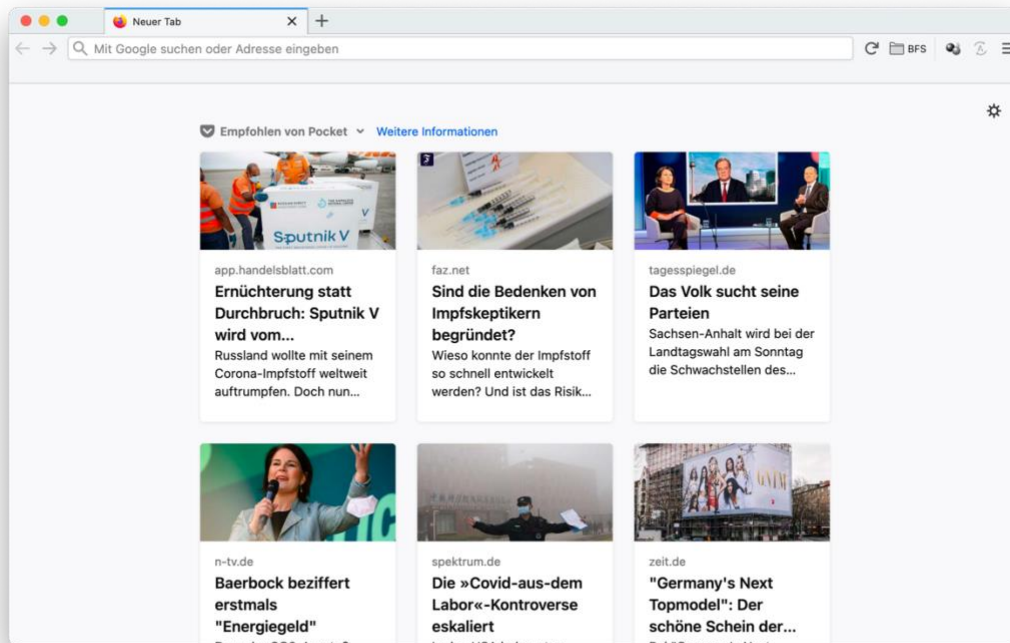 Neuer Tab
Mit Google suchen oder Adresse eingeben
BFS
Empfohlen von Pocket Weitere Informationen
Sputnik V
app.handelsblatt.com
Ernüchterung statt
Durchbruch: Sputnik V
wird vom...
Russland wollte mit seinem
Corona-Impfstoff weltweit
auftrumpfen. Doch nun...
faz.net
Sind die Bedenken von
Impfskeptikern
begründet?
Wieso konnte der Impfstoff
so schnell entwickelt
werden? Und ist das Risik...
tagesspiegel.de
Das Volk sucht seine
Parteien
Sachsen-Anhalt wird bei der
Landtagswahl am Sonntag
die Schwachstellen des...
GNTM
n-tv.de
Baerbock beziffert
erstmals
"Energiegeld"
spektrum.de
Die »Covid-aus-dem
Labor«-Kontroverse
eskaliert
zeit.de
"Germany's Next
Topmodel": Der
schöne Schein der...